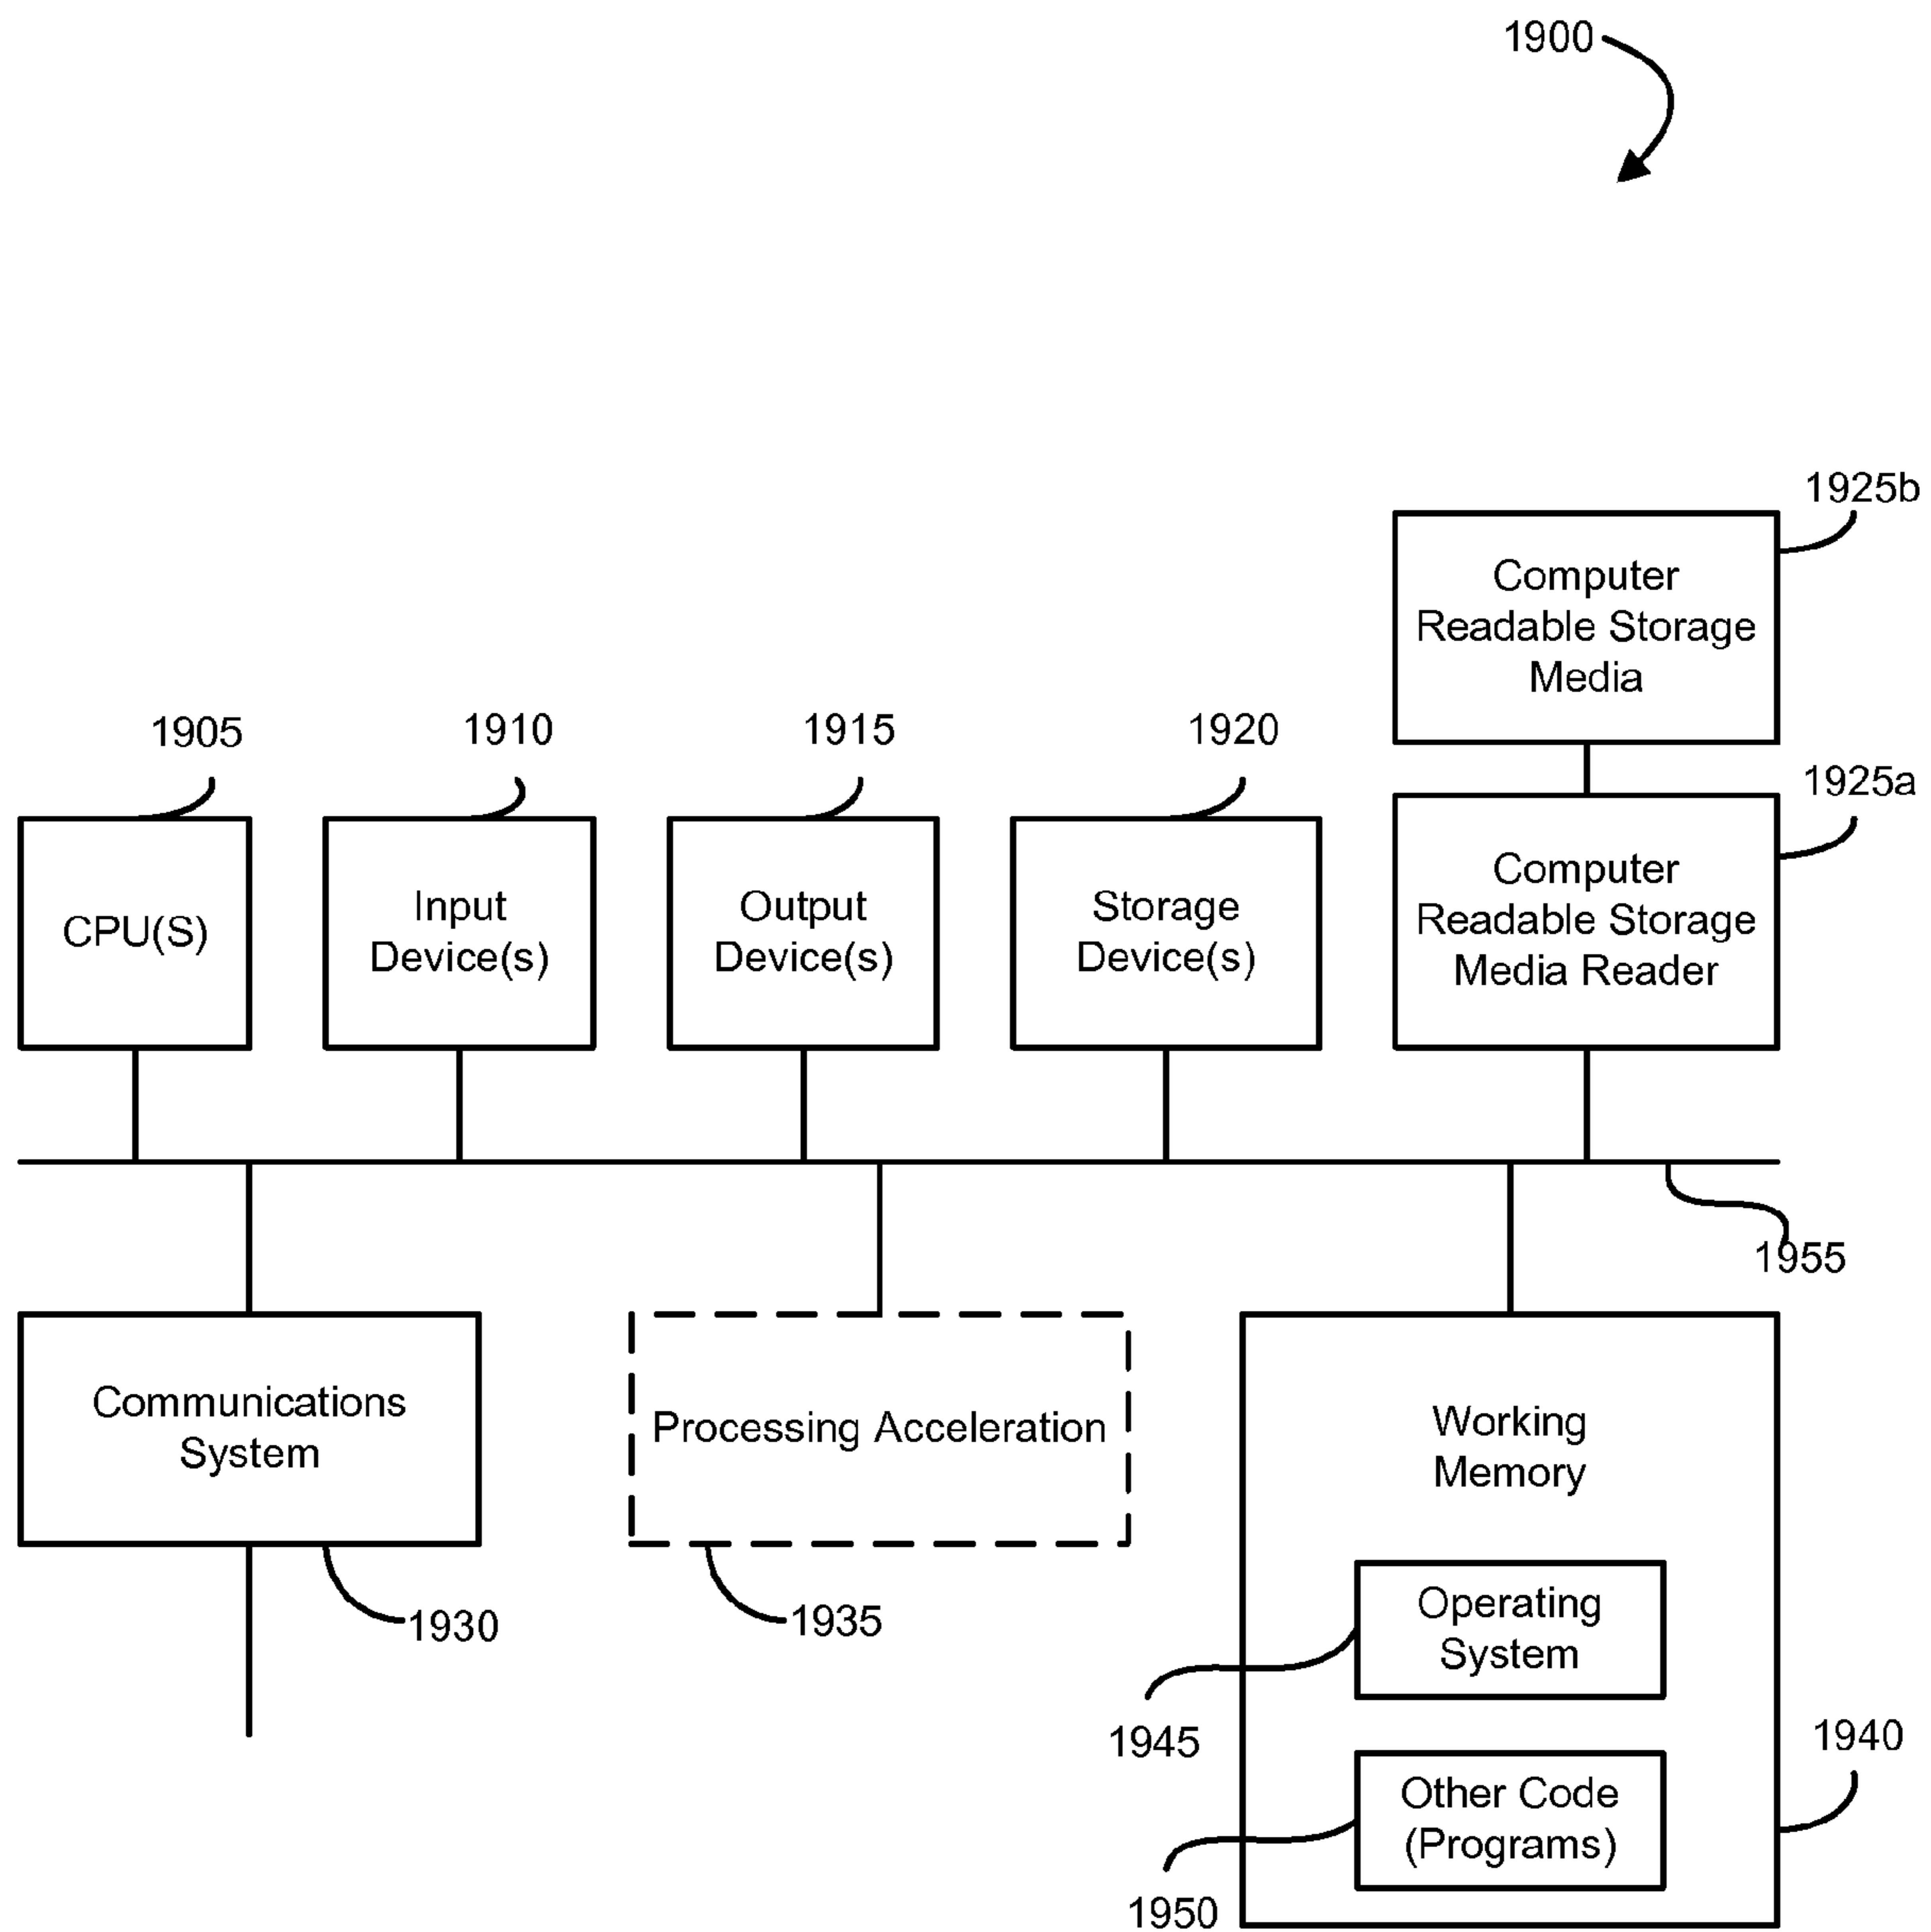 1900
1925b
Computer
Readable Storage
Media
1905
1910
1915
1920
1925a
CPU(S)
Input
Device(s)
Output
Device(s)
Storage
Device(s)
Computer
Readable Storage
Media Reader
1955
Communications
System
Processing Acceleration
Working
Memory
1930
1935
Operating
System
1945
1940
Other Code
(Programs)
1950